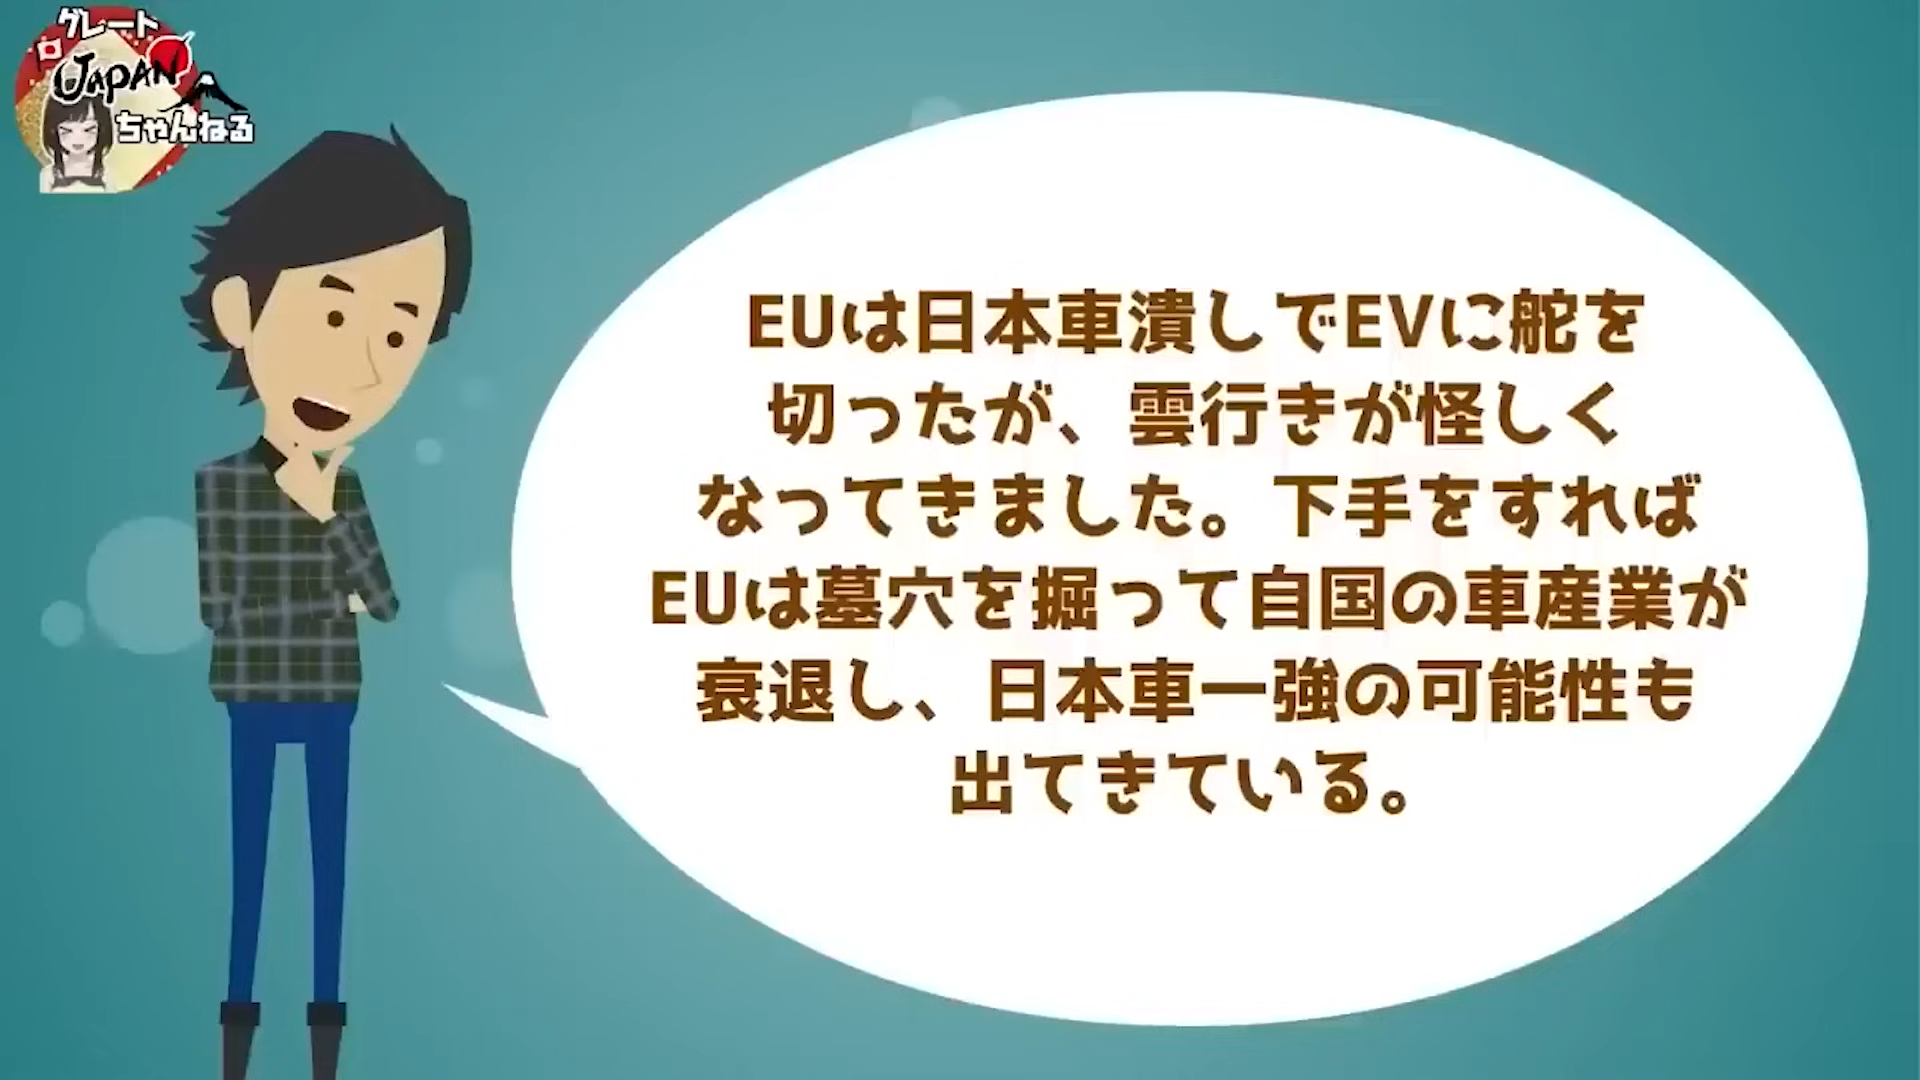 グレート
JAPAN
ちゃんねる
EUは日本車潰しでEVに舵を
切ったが、雲行きが怪しく
なってきました。下手をすれば
EUは墓穴を掘って自国の車産業が
衰退し、日本車一強の可能性も
出てきている。